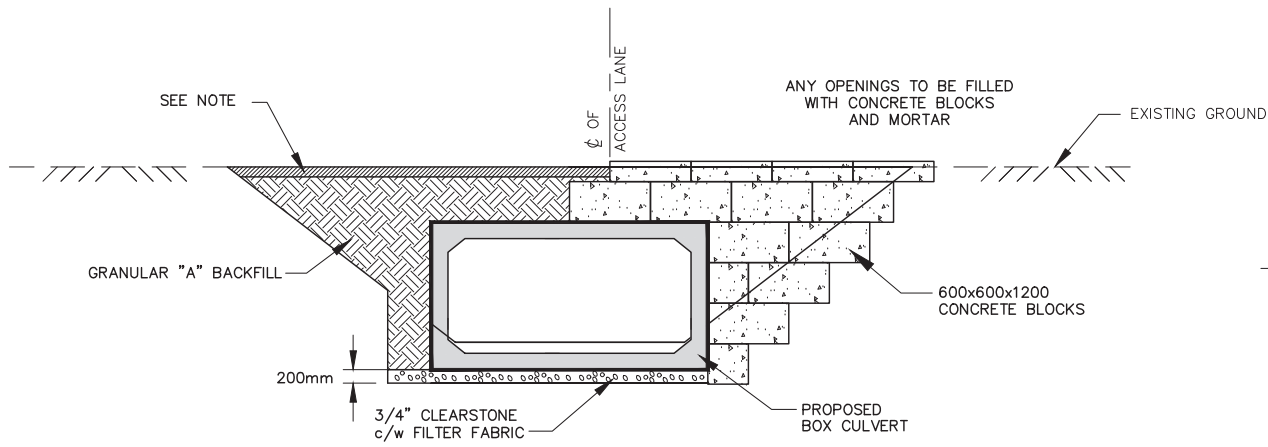 SEE NOTE
℄ OF
ACCESS LANE
ANY OPENINGS TO BE FILLED
WITH CONCRETE BLOCKS
AND MORTAR
EXISTING GROUND
GRANULAR "A" BACKFILL
600x600x1200
CONCRETE BLOCKS
200mm
3/4" CLEARSTONE
c/w FILTER FABRIC
PROPOSED
BOX CULVERT